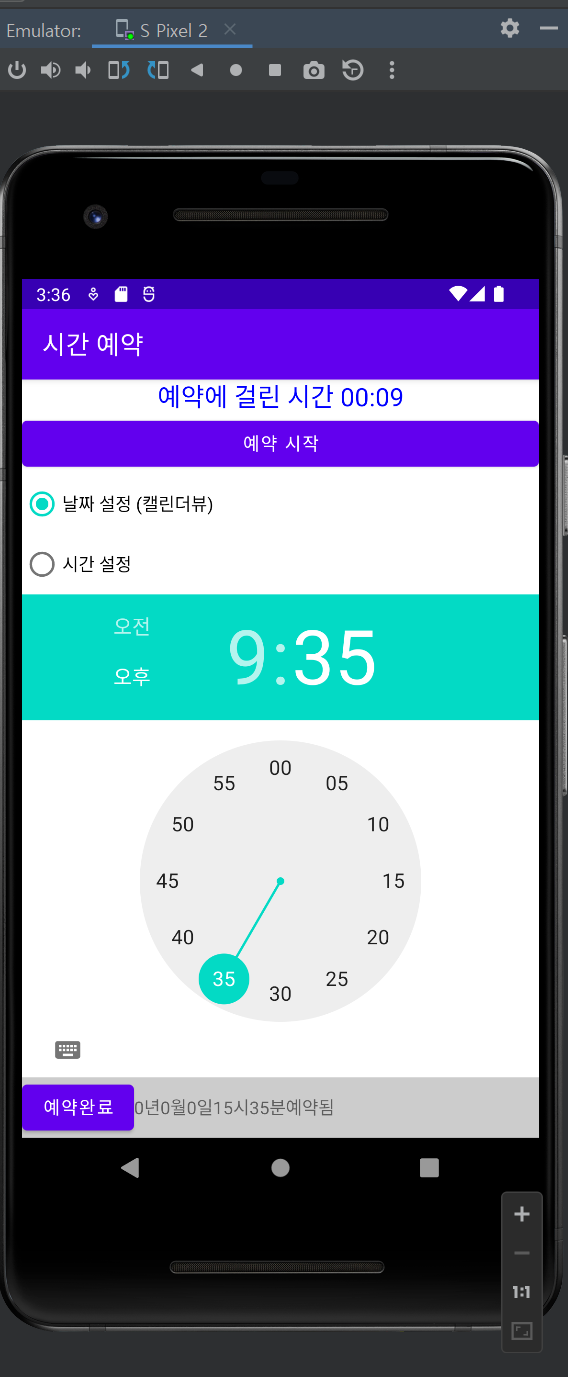 Emulator: S Pixel 2
3:36
시간 예약
예약에 걸린 시간 00:09
예약 시작
날짜 설정 (캘린더뷰)
시간 설정
오전
9:35
오후
00
55 05
50 10
45 15
40 20
35 25
30
예약완료 0년0월0일15시35분예약됨
1:1